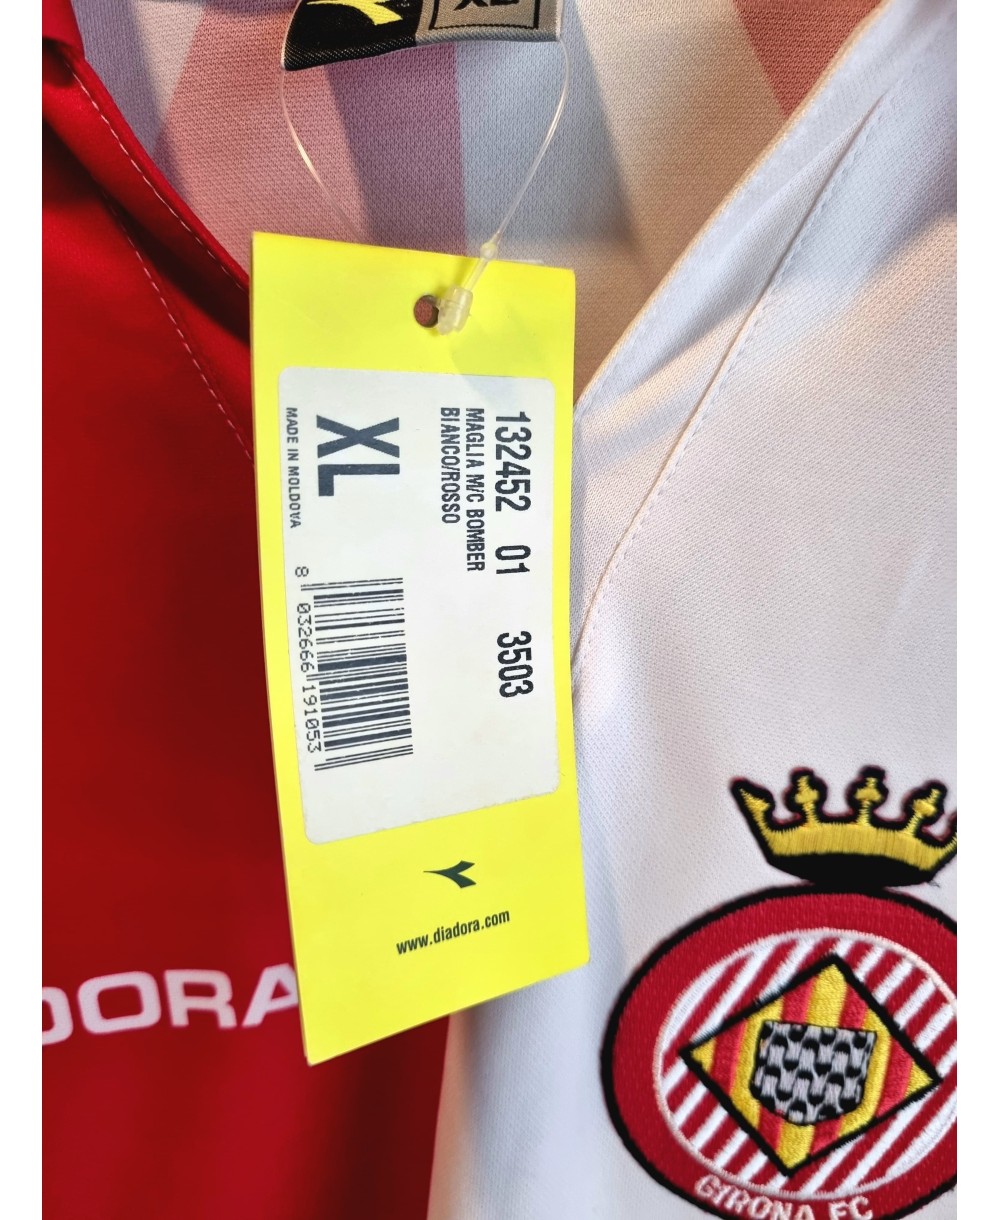 XL
132452 01 3503
MAGLIA M/C BOMBER
BIANCO/ROSSO
XL
MADE IN MOLDOVA
8 032666 191053
www.diadora.com
DORA
GIRONA FC